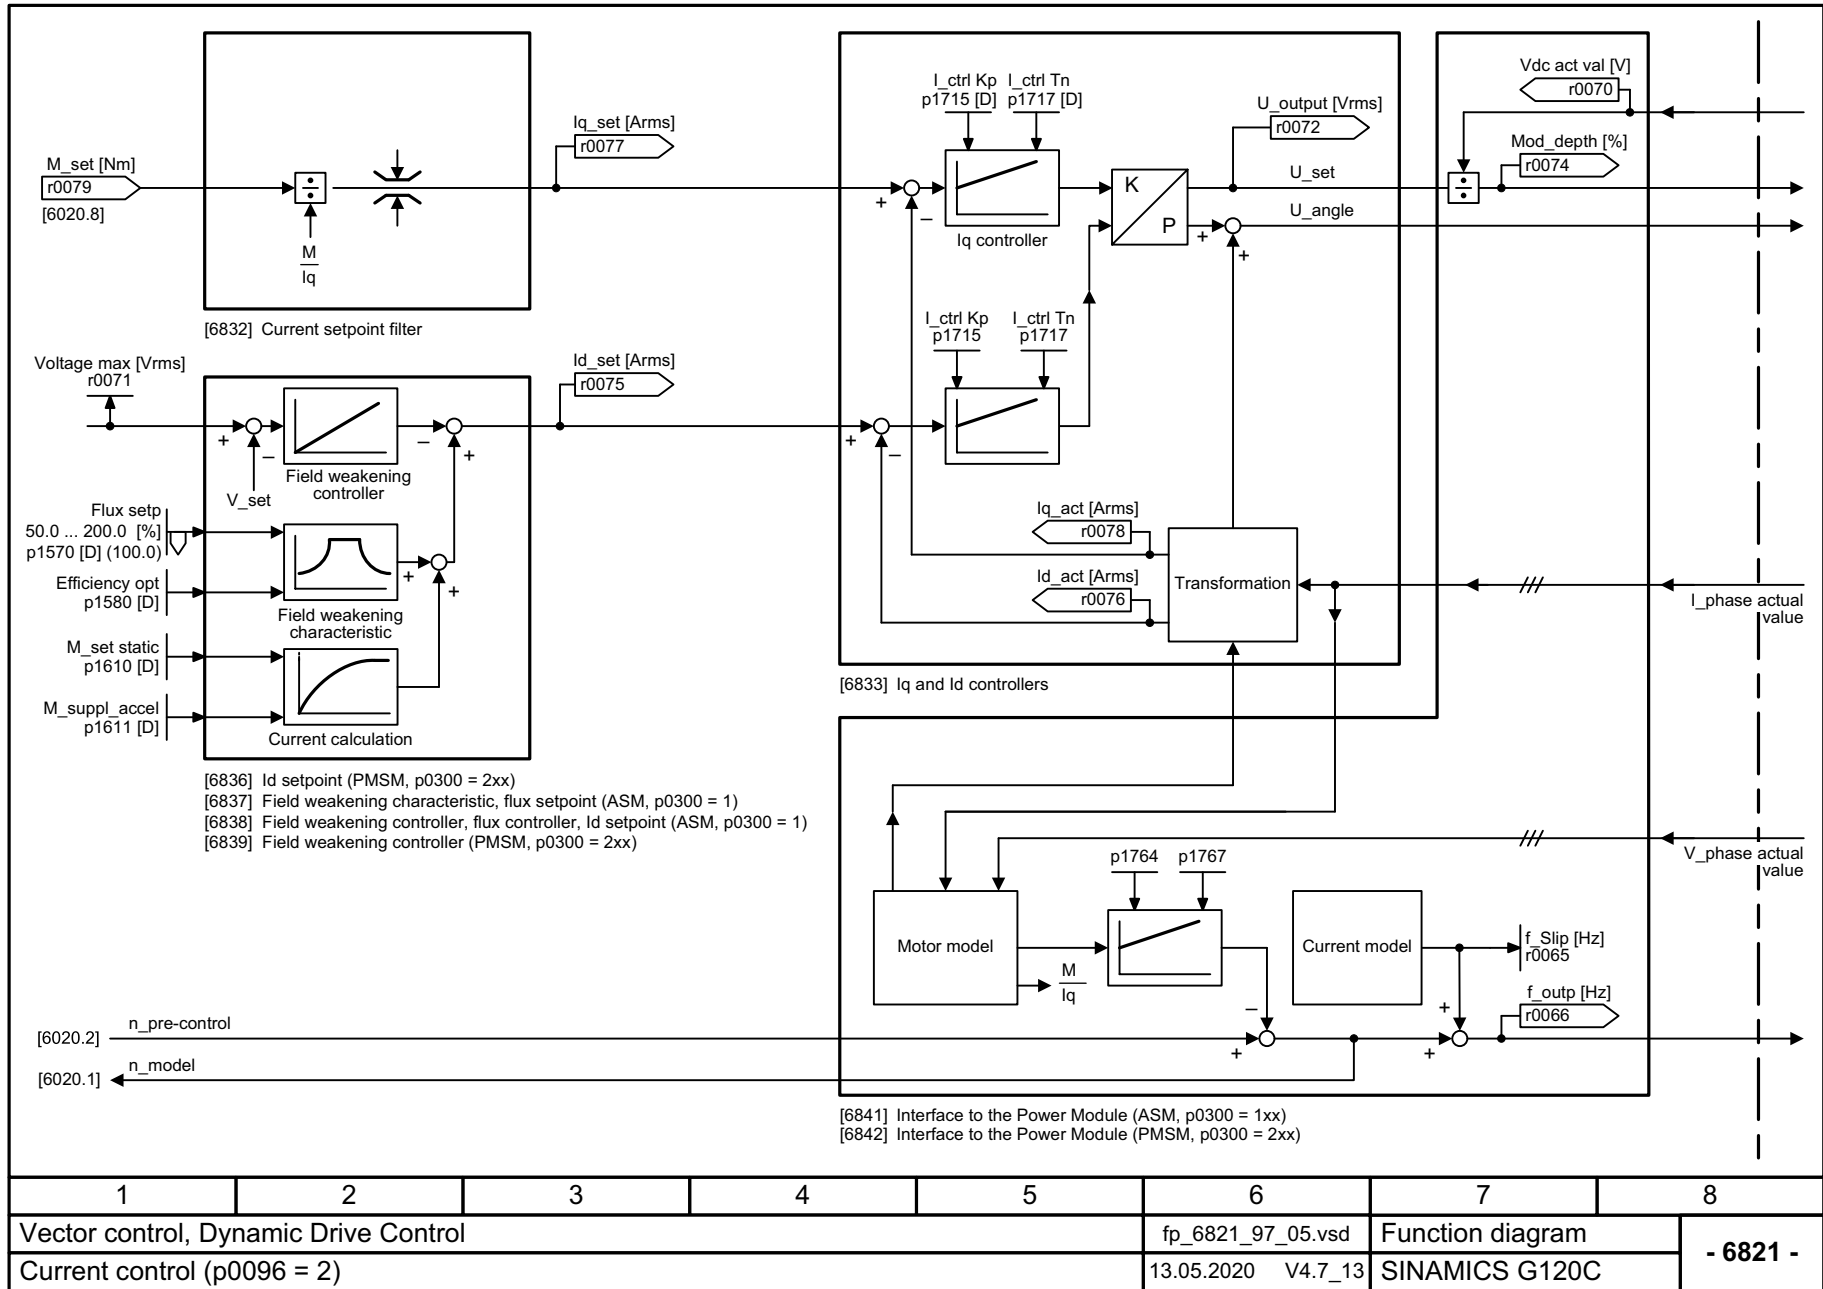 M_set [Nm]
r0079
[6020.8]
÷
M
Iq
Iq_set [Arms]
r0077
[6832] Current setpoint filter
Voltage max [Vrms]
r0071
+
–
V_set
Field weakening
controller
–
+
Id_set [Arms]
r0075
Flux setp
50.0 ... 200.0 [%]
p1570 [D] (100.0)
Efficiency opt
p1580 [D]
Field weakening
characteristic
+
+
M_set static
p1610 [D]
M_suppl_accel
p1611 [D]
Current calculation
[6836] Id setpoint (PMSM, p0300 = 2xx)
[6837] Field weakening characteristic, flux setpoint (ASM, p0300 = 1)
[6838] Field weakening controller, flux controller, Id setpoint (ASM, p0300 = 1)
[6839] Field weakening controller (PMSM, p0300 = 2xx)
I_ctrl Kp
p1715 [D]
I_ctrl Tn
p1717 [D]
+
–
Iq controller
K
P
U_output [Vrms]
r0072
U_set
U_angle
+
+
I_ctrl Kp
p1715
I_ctrl Tn
p1717
+
–
Iq_act [Arms]
r0078
Id_act [Arms]
r0076
Transformation
[6833] Iq and Id controllers
Vdc act val [V]
r0070
Mod_depth [%]
r0074
÷
I_phase actual
value
V_phase actual
value
p1764
p1767
Motor model
M
Iq
Current model
f_Slip [Hz]
r0065
f_outp [Hz]
r0066
–
+
+
+
[6020.2]
n_pre-control
[6020.1]
n_model
[6841] Interface to the Power Module (ASM, p0300 = 1xx)
[6842] Interface to the Power Module (PMSM, p0300 = 2xx)
1 2 3 4 5 6 7 8
Vector control, Dynamic Drive Control
fp_6821_97_05.vsd
Function diagram
- 6821 -
Current control (p0096 = 2)
13.05.2020 V4.7_13
SINAMICS G120C